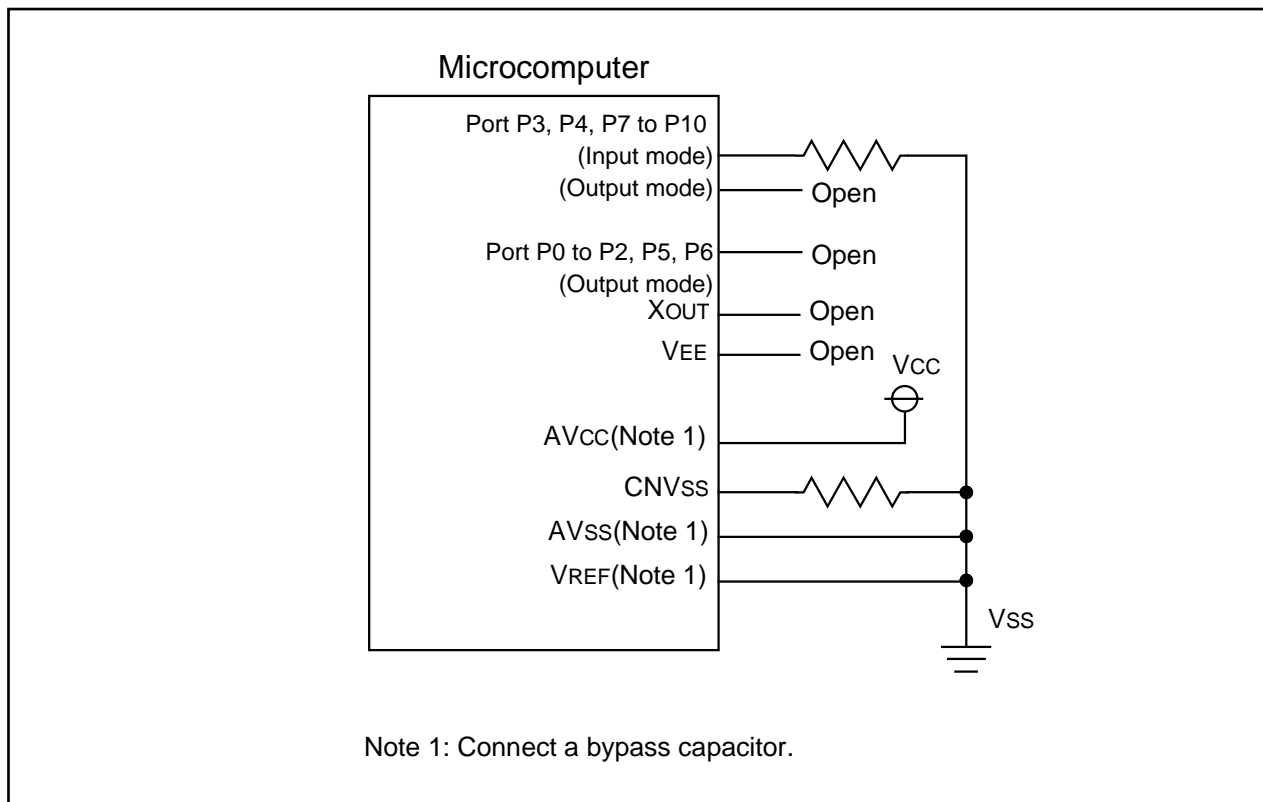 Microcomputer
Port P3, P4, P7 to P10
(Input mode)
(Output mode)
Open
Port P0 to P2, P5, P6
Open
(Output mode)
XOUT
Open
VEE
Open
VCC
AVCC(Note 1)
CNVSS
AVSS(Note 1)
VREF(Note 1)
VSS
Note 1: Connect a bypass capacitor.